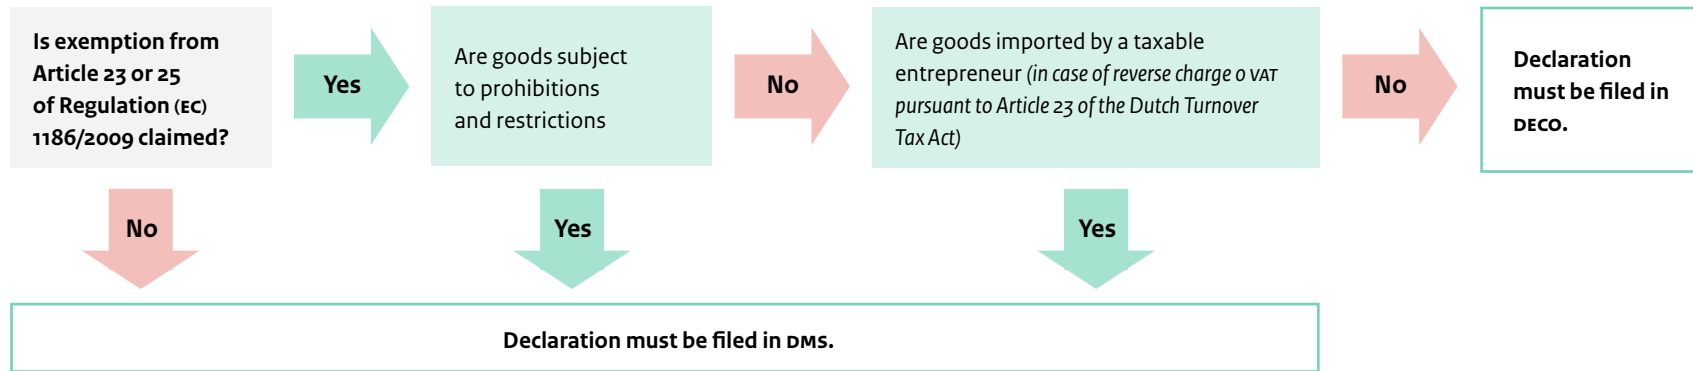 Is exemption from
Article 23 or 25
of Regulation (EC)
1186/2009 claimed?
Yes
Are goods subject
to prohibitions
and restrictions
No
Are goods imported by a taxable
entrepreneur (in case of reverse charge o VAT
pursuant to Article 23 of the Dutch Turnover
Tax Act)
No
Declaration
must be filed in
DECO.
No
Yes
Yes
Declaration must be filed in DMS.